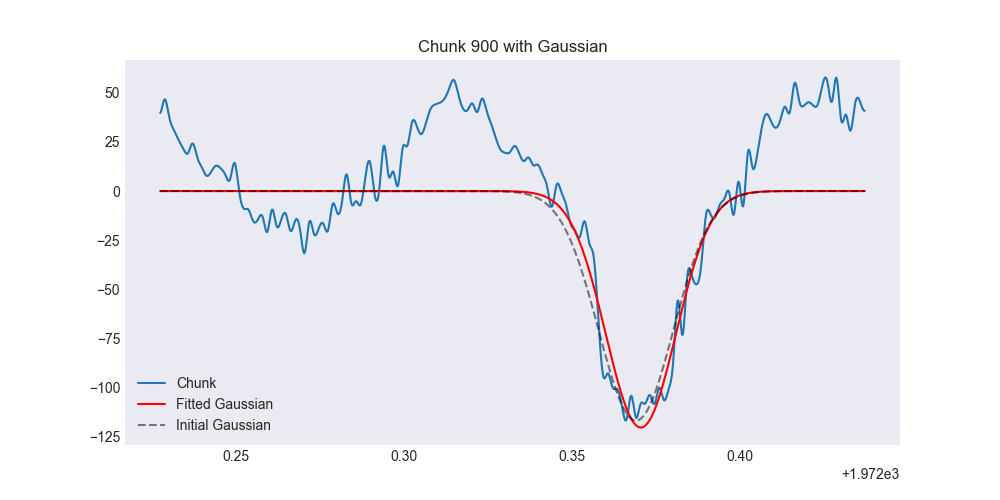 Chunk 900 with Gaussian
50
25
0
−25
−50
−75
−100
−125
Chunk
Fitted Gaussian
Initial Gaussian
0.25 0.30 0.35 0.40
+1.972e3